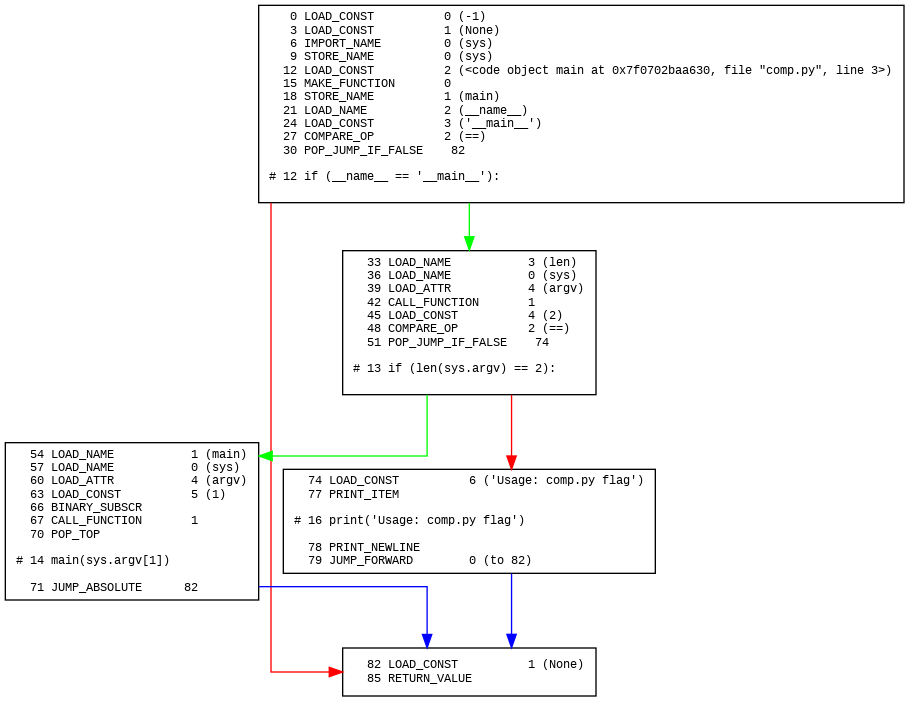 0 LOAD_CONST          0 (-1)
3 LOAD_CONST          1 (None)
6 IMPORT_NAME         0 (sys)
9 STORE_NAME          0 (sys)
12 LOAD_CONST          2 (<code object main at 0x7f0702baa630, file "comp.py", line 3>)
15 MAKE_FUNCTION       0
18 STORE_NAME          1 (main)
21 LOAD_NAME           2 (__name__)
24 LOAD_CONST          3 ('__main__')
27 COMPARE_OP          2 (==)
30 POP_JUMP_IF_FALSE    82
# 12 if (__name__ == '__main__'):
33 LOAD_NAME           3 (len)
36 LOAD_NAME           0 (sys)
39 LOAD_ATTR           4 (argv)
42 CALL_FUNCTION       1
45 LOAD_CONST          4 (2)
48 COMPARE_OP          2 (==)
51 POP_JUMP_IF_FALSE    74
# 13 if (len(sys.argv) == 2):
54 LOAD_NAME           1 (main)
57 LOAD_NAME           0 (sys)
60 LOAD_ATTR           4 (argv)
63 LOAD_CONST          5 (1)
66 BINARY_SUBSCR
67 CALL_FUNCTION       1
70 POP_TOP
# 14 main(sys.argv[1])
71 JUMP_ABSOLUTE      82
74 LOAD_CONST          6 ('Usage: comp.py flag')
77 PRINT_ITEM
# 16 print('Usage: comp.py flag')
78 PRINT_NEWLINE
79 JUMP_FORWARD        0 (to 82)
82 LOAD_CONST          1 (None)
85 RETURN_VALUE